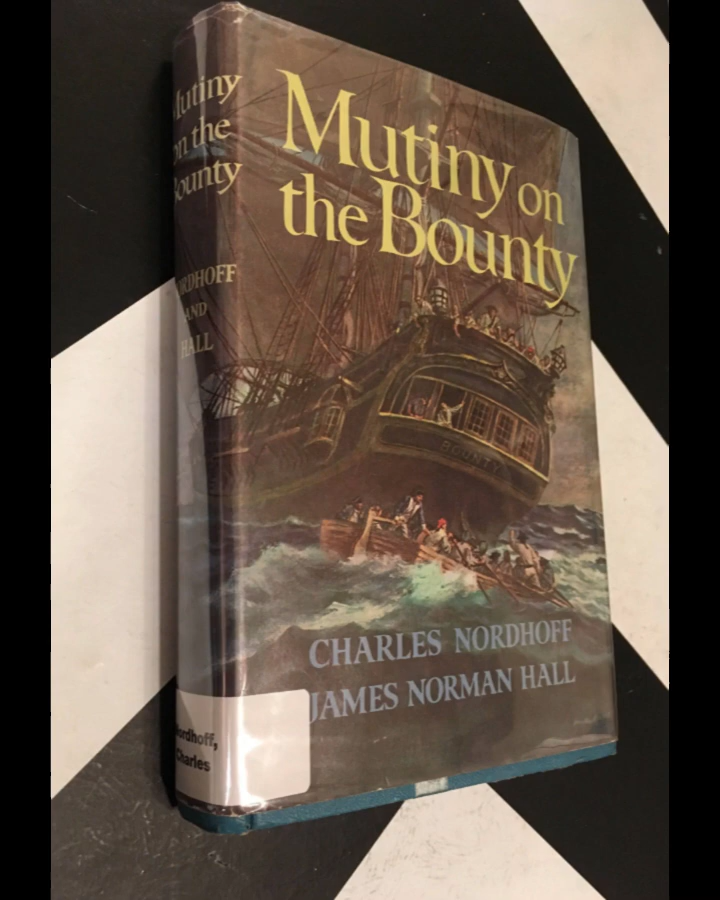 Mutiny on
the Bounty
BOUNTY
CHARLES NORDHOFF
JAMES NORMAN HALL
Mutiny
on the
Bounty
NORDHOFF
AND
HALL
Nordhoff,
Charles